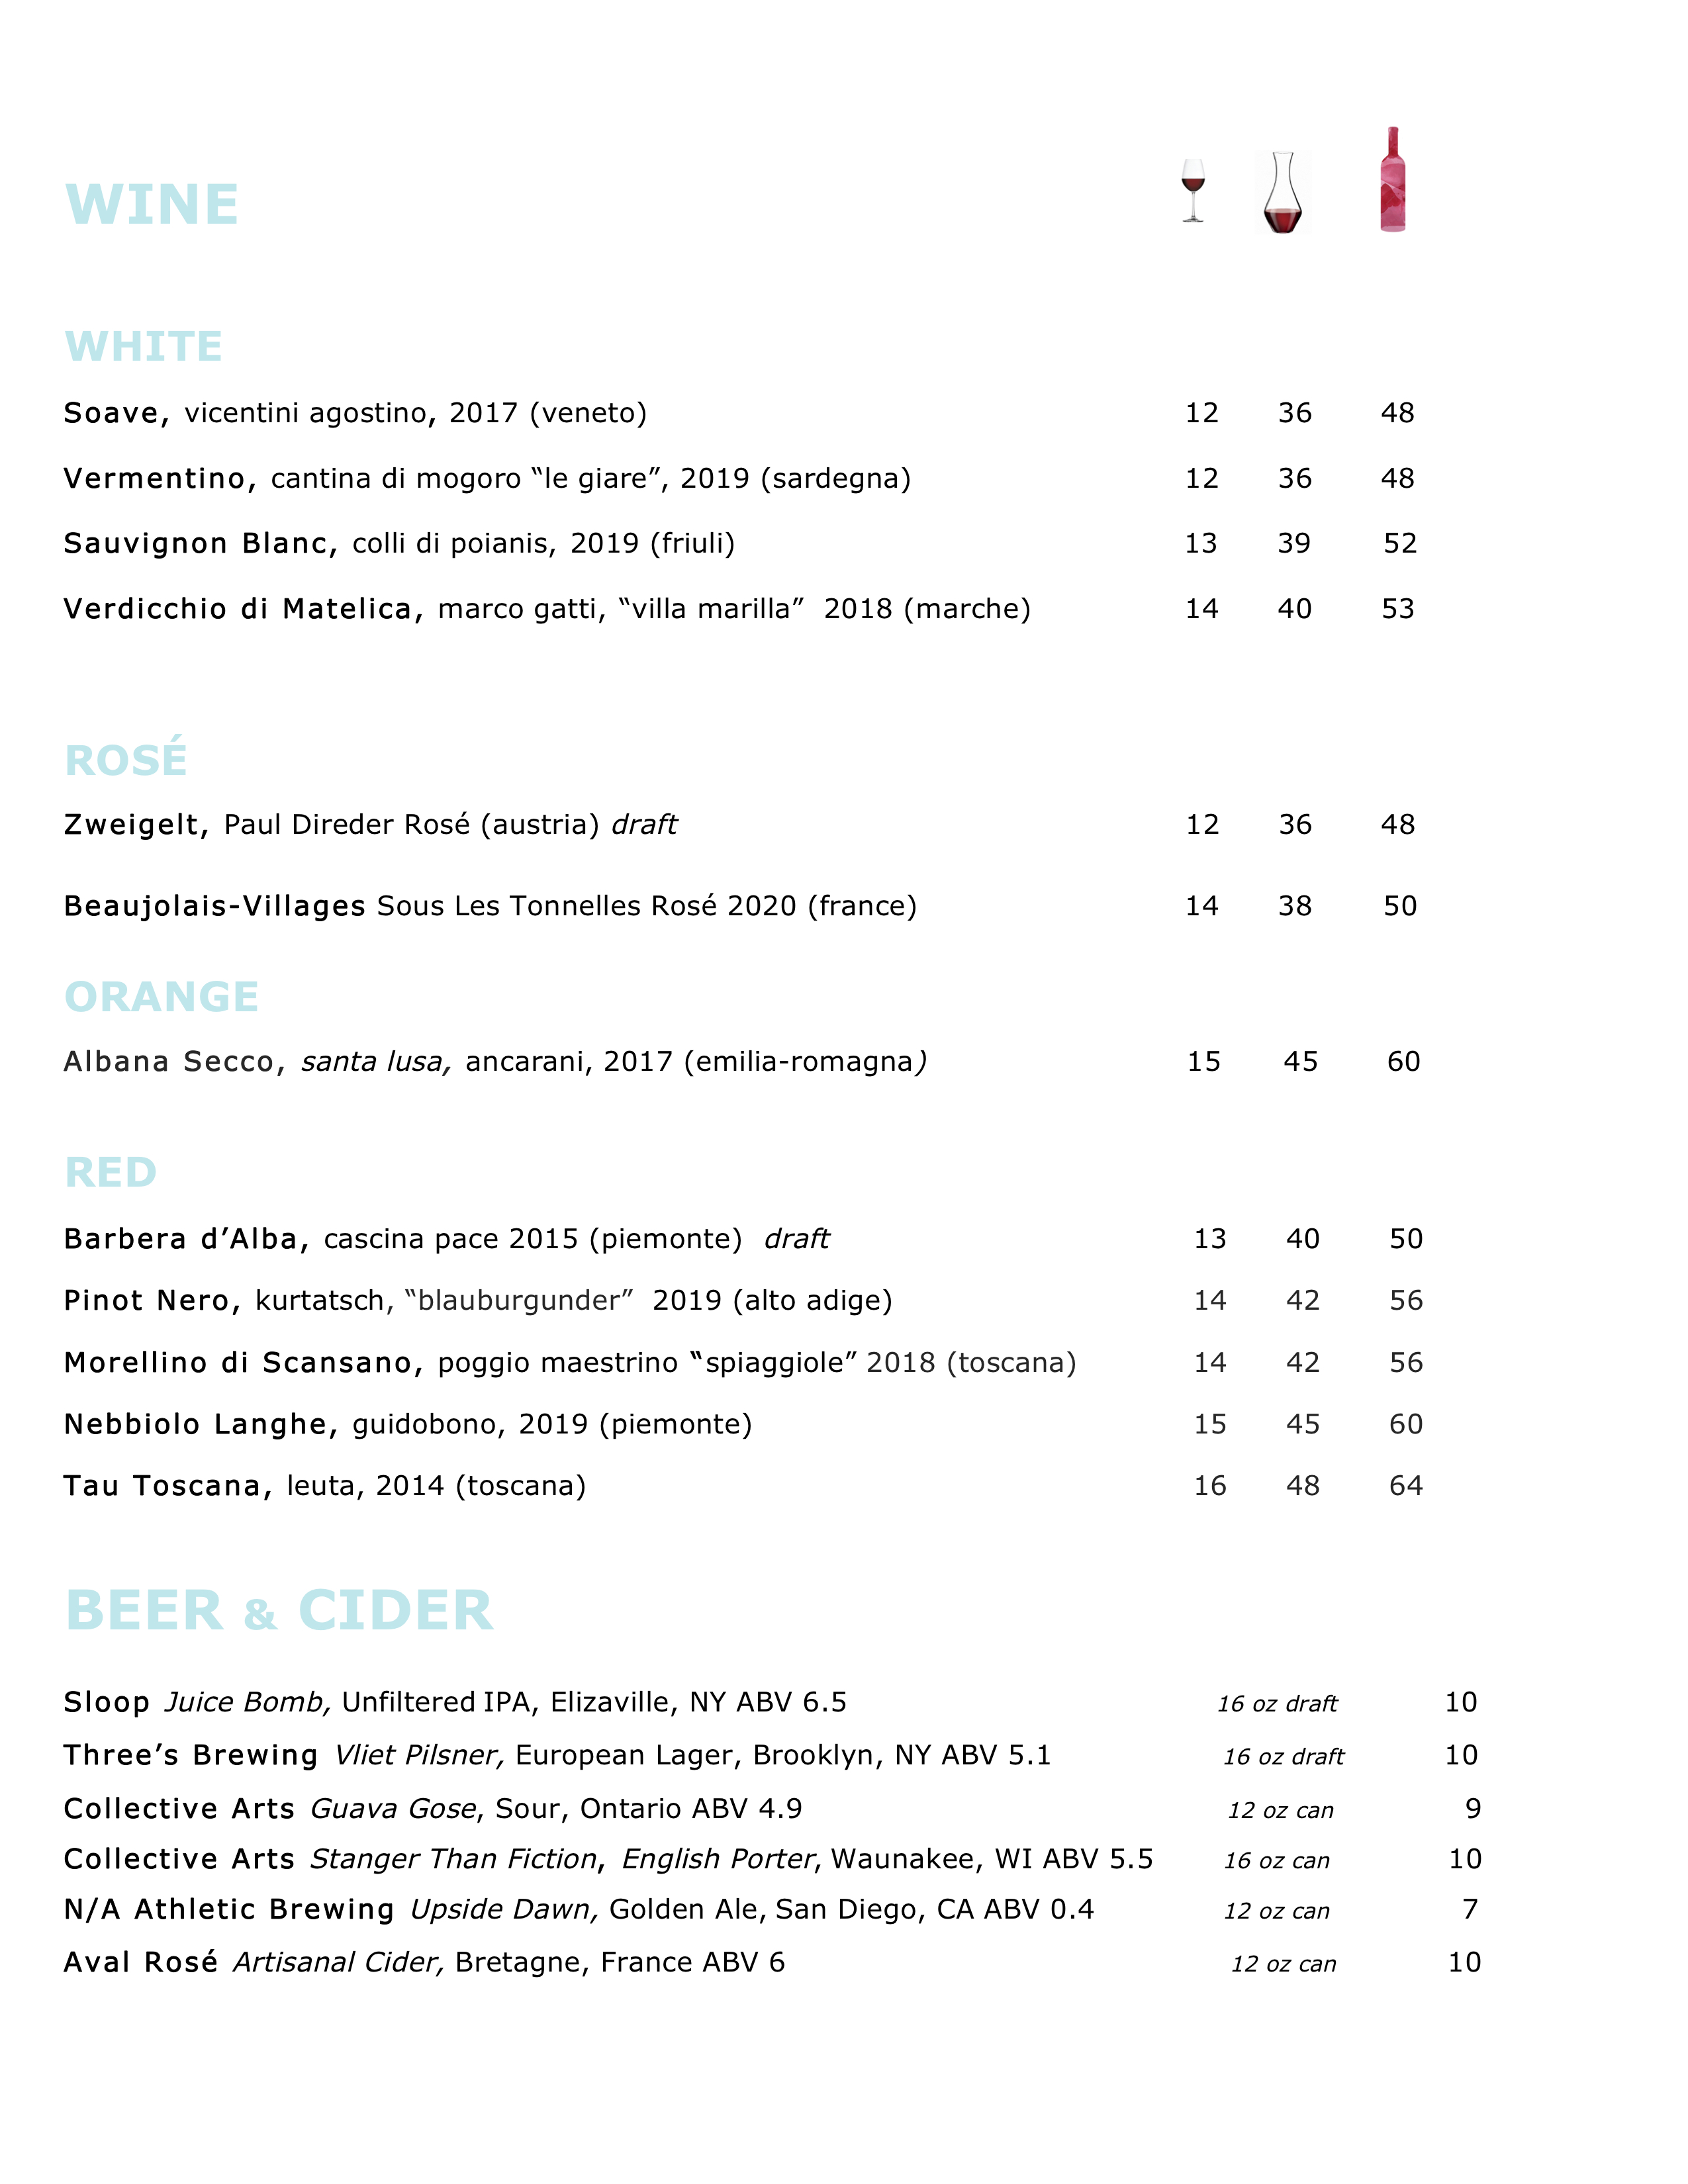 WINE
WHITE
Soave, vicentini agostino, 2017 (veneto) 12 36 48
Vermentino, cantina di mogoro “le giare”, 2019 (sardegna) 12 36 48
Sauvignon Blanc, colli di poianis, 2019 (friuli) 13 39 52
Verdicchio di Matelica, marco gatti, “villa marilla” 2018 (marche) 14 40 53
ROSÉ
Zweigelt, Paul Direder Rosé (austria) draft 12 36 48
Beaujolais-Villages Sous Les Tonnelles Rosé 2020 (france) 14 38 50
ORANGE
Albana Secco, santa lusa, ancarani, 2017 (emilia-romagna) 15 45 60
RED
Barbera d’Alba, cascina pace 2015 (piemonte) draft 13 40 50
Pinot Nero, kurtatsch, “blauburgunder” 2019 (alto adige) 14 42 56
Morellino di Scansano, poggio maestrino “spiaggiole” 2018 (toscana) 14 42 56
Nebbiolo Langhe, guidobono, 2019 (piemonte) 15 45 60
Tau Toscana, leuta, 2014 (toscana) 16 48 64
BEER & CIDER
Sloop Juice Bomb, Unfiltered IPA, Elizaville, NY ABV 6.5 16 oz draft 10
Three’s Brewing Vliet Pilsner, European Lager, Brooklyn, NY ABV 5.1 16 oz draft 10
Collective Arts Guava Gose, Sour, Ontario ABV 4.9 12 oz can 9
Collective Arts Stanger Than Fiction, English Porter, Waunakee, WI ABV 5.5 16 oz can 10
N/A Athletic Brewing Upside Dawn, Golden Ale, San Diego, CA ABV 0.4 12 oz can 7
Aval Rosé Artisanal Cider, Bretagne, France ABV 6 12 oz can 10